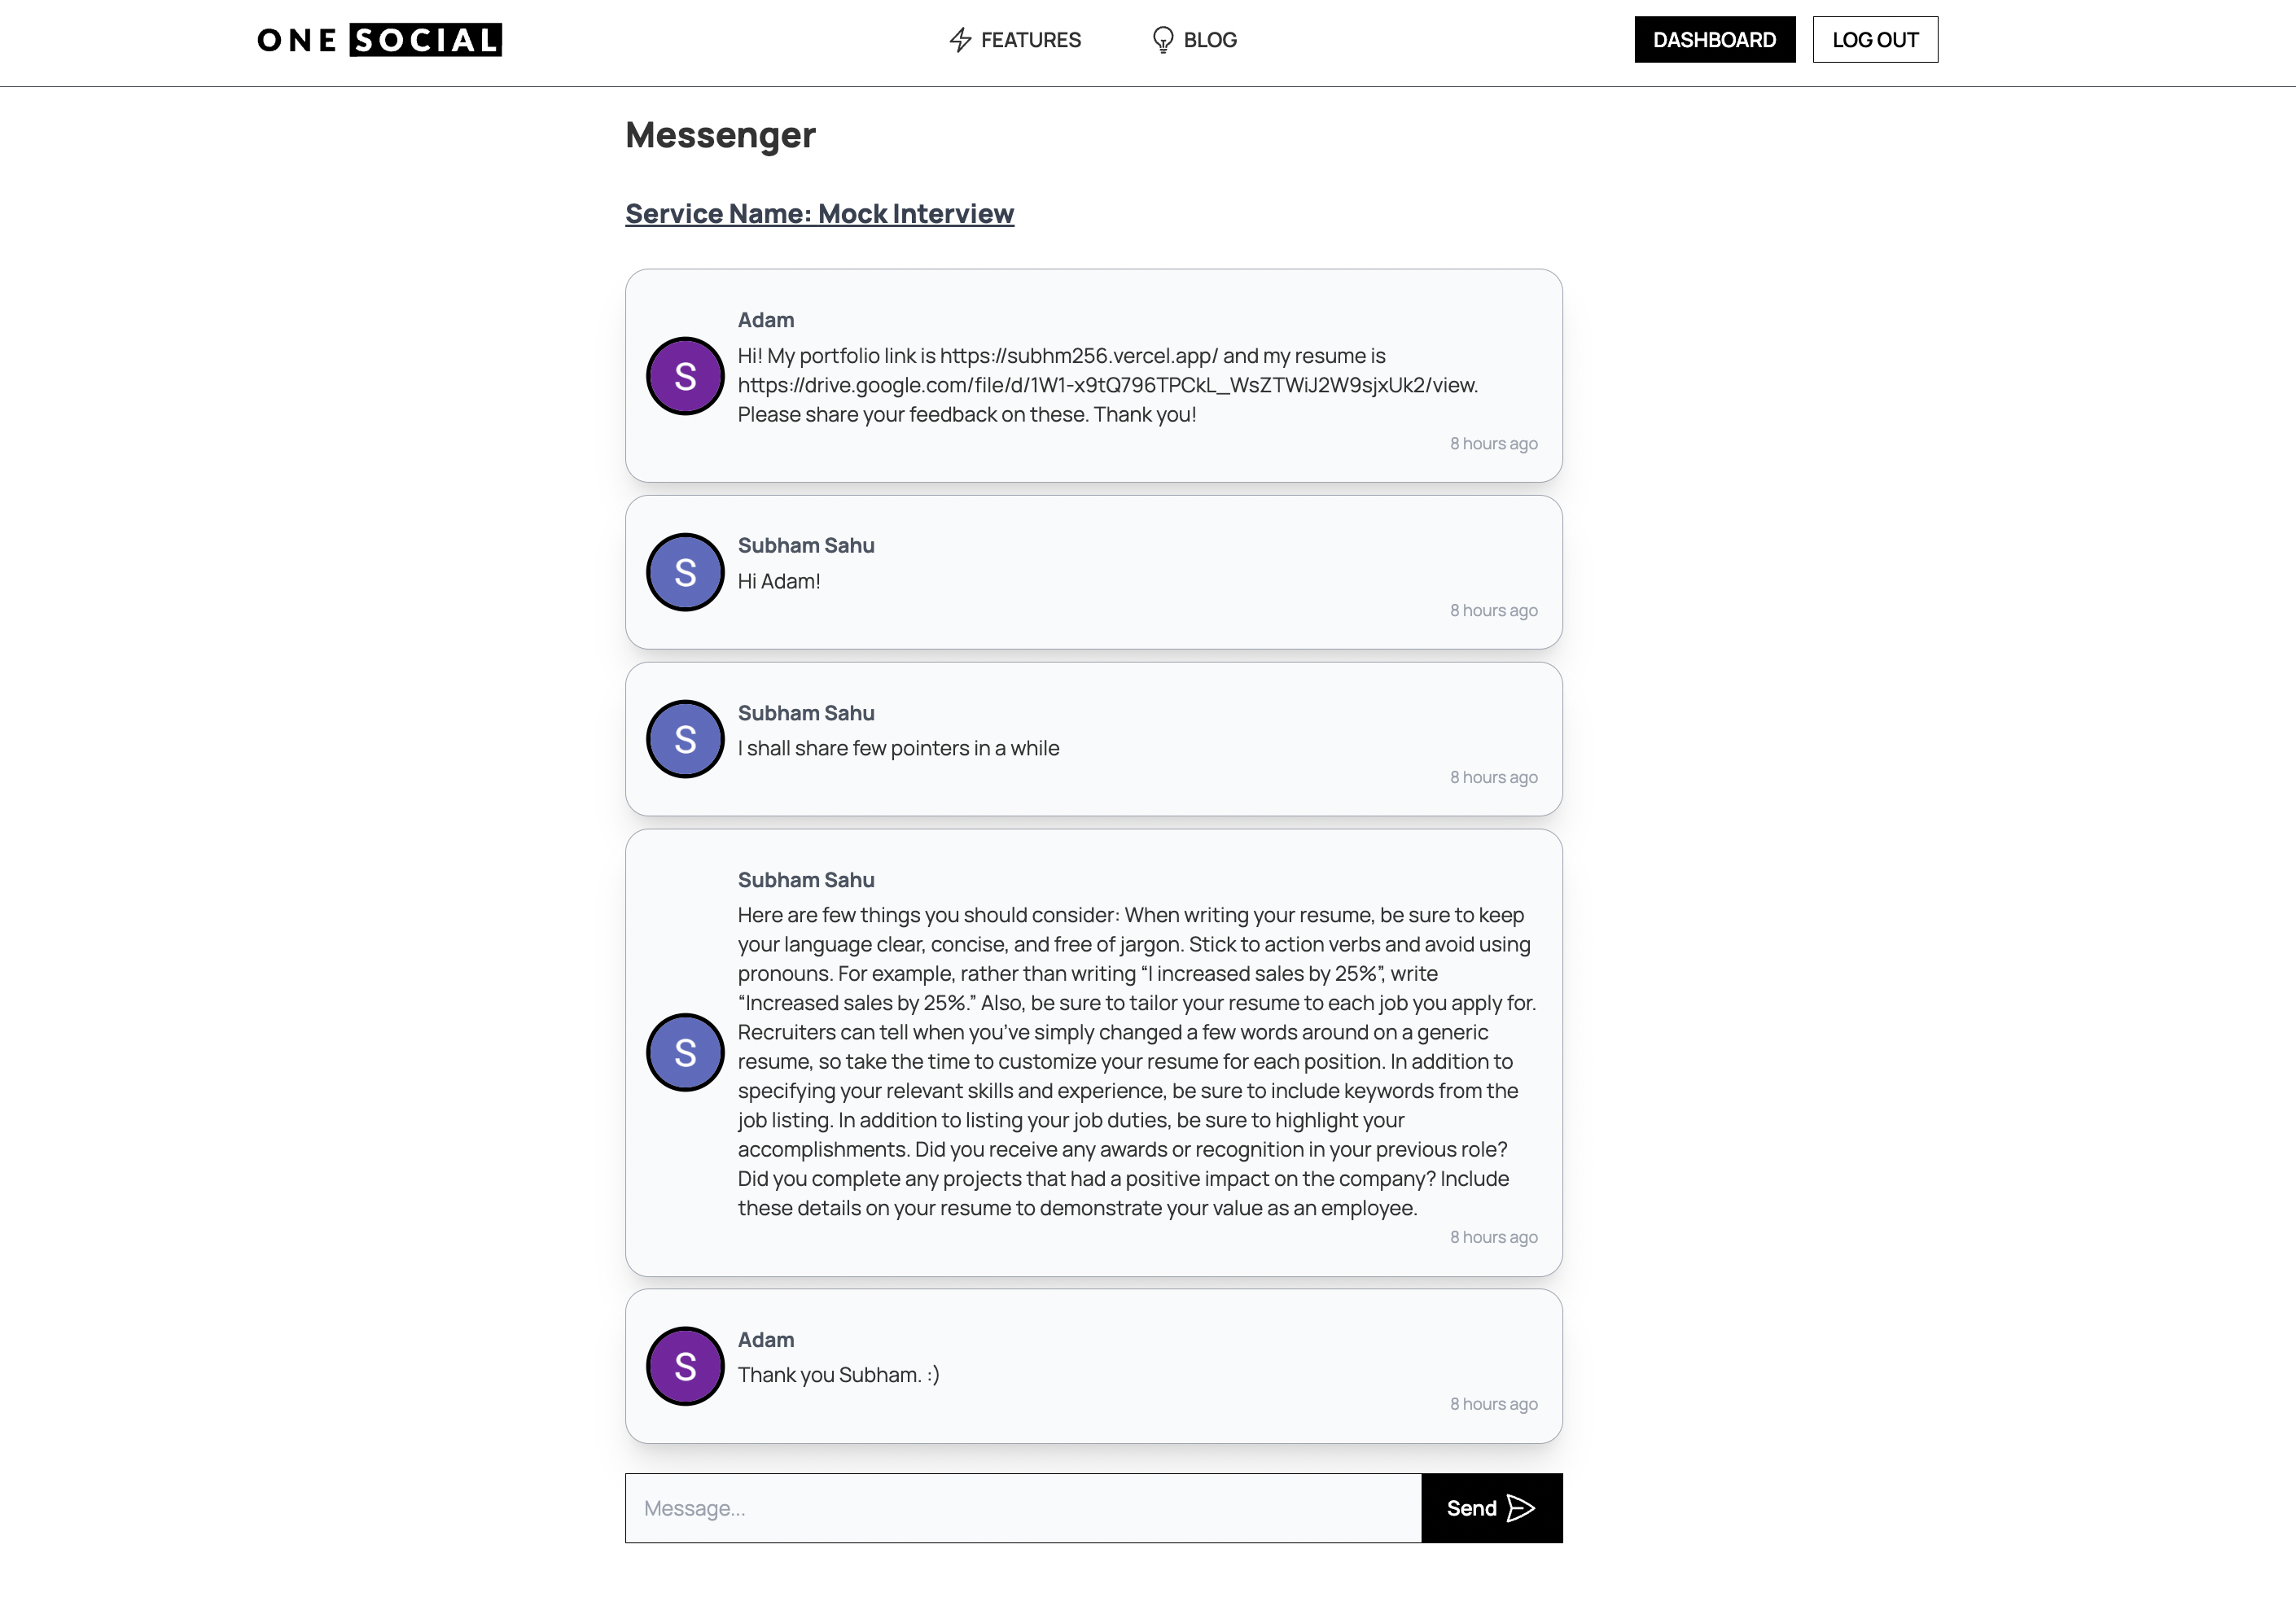 ONE SOCIAL
FEATURES
BLOG
DASHBOARD
LOG OUT
Messenger
Service Name: Mock Interview
Adam
S
Hi! My portfolio link is https://subhm256.vercel.app/ and my resume is
https://drive.google.com/file/d/1W1-x9tQ796TPCkL_WsZTWiJ2W9sjxUk2/view.
Please share your feedback on these. Thank you!
8 hours ago
Subham Sahu
S
Hi Adam!
8 hours ago
Subham Sahu
S
I shall share few pointers in a while
8 hours ago
Subham Sahu
Here are few things you should consider: When writing your resume, be sure to keep
your language clear, concise, and free of jargon. Stick to action verbs and avoid using
pronouns. For example, rather than writing “I increased sales by 25%”, write
“Increased sales by 25%.” Also, be sure to tailor your resume to each job you apply for.
Recruiters can tell when you’ve simply changed a few words around on a generic
S
resume, so take the time to customize your resume for each position. In addition to
specifying your relevant skills and experience, be sure to include keywords from the
job listing. In addition to listing your job duties, be sure to highlight your
accomplishments. Did you receive any awards or recognition in your previous role?
Did you complete any projects that had a positive impact on the company? Include
these details on your resume to demonstrate your value as an employee.
8 hours ago
Adam
S
Thank you Subham. :)
8 hours ago
Message...
Send